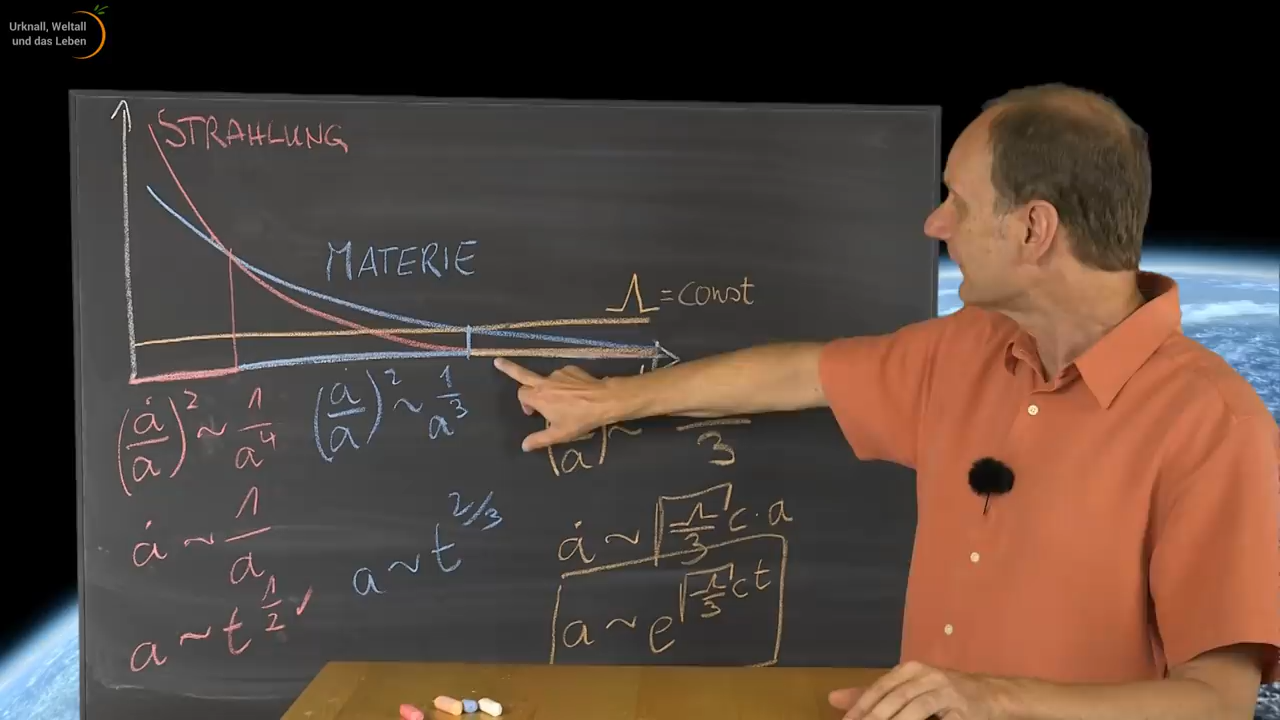 Urknall, Weltall
und das Leben
STRAHLUNG
MATERIE
Λ = const
(ȧ/a)² ~ 1/a⁴
(ȧ/a)² ~ 1/a³
ȧ ~ 1/a
a ~ t^1/2 ✓
a ~ t^2/3
ȧ ~ √(Λ/3) c · a
a ~ e^√(Λ/3) c t